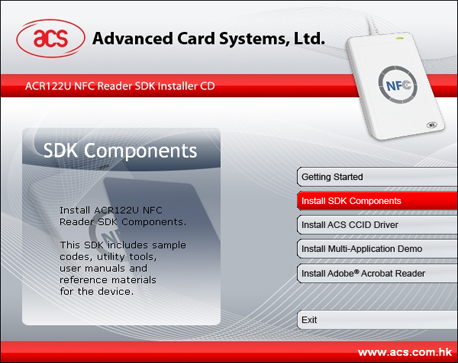 acs
Advanced Card Systems, Ltd.
ACR122U NFC Reader SDK Installer CD
NFC
acs
SDK Components
Install ACR122U NFC
Reader SDK Components.
This SDK includes sample
codes, utility tools,
user manuals and
reference materials
for the device.
Getting Started
Install SDK Components
Install ACS CCID Driver
Install Multi-Application Demo
Install Adobe® Acrobat Reader
Exit
www.acs.com.hk